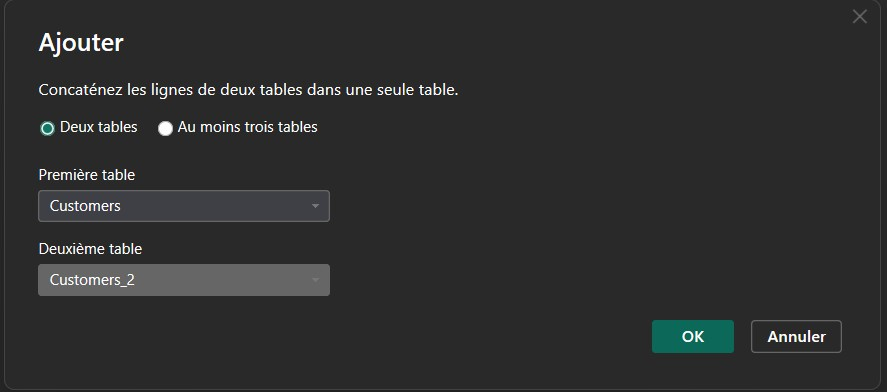 Ajouter
Concaténez les lignes de deux tables dans une seule table.
Deux tables Au moins trois tables
Première table
Customers
Deuxième table
Customers_2
OK Annuler